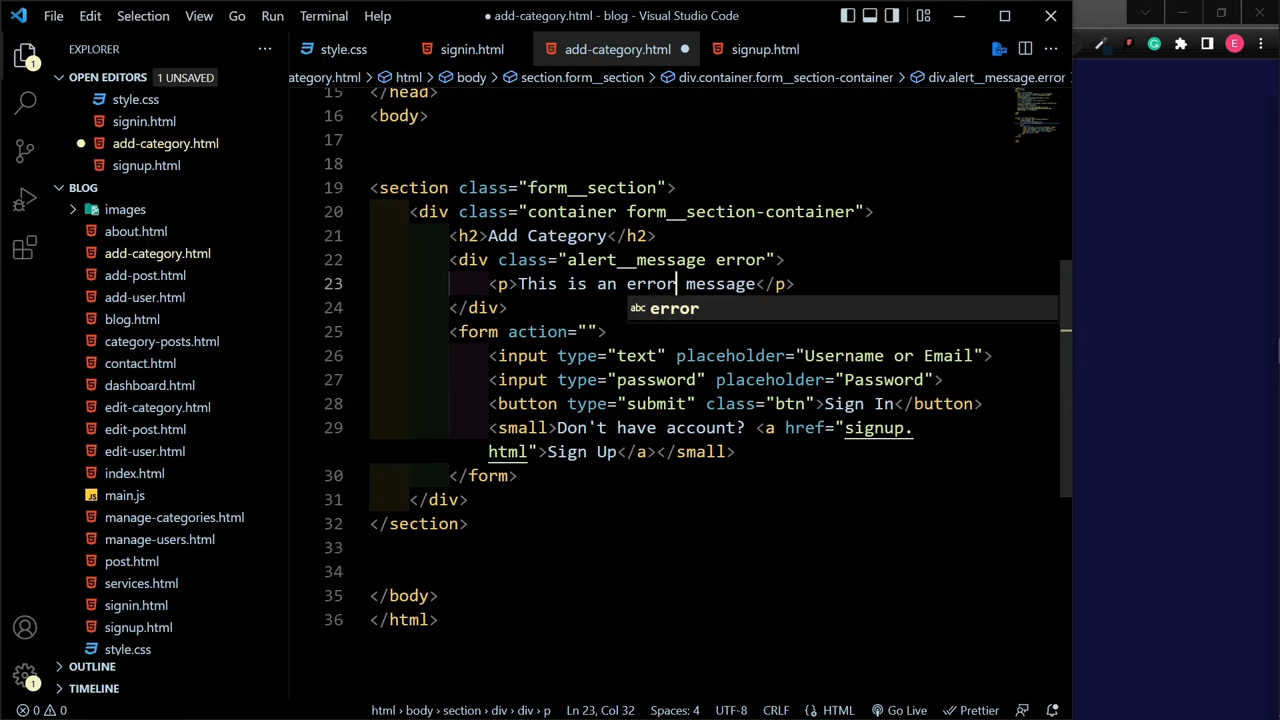 File Edit Selection View Go Run Terminal Help
● add-category.html - blog - Visual Studio Code
EXPLORER
OPEN EDITORS 1 UNSAVED
style.css
signin.html
add-category.html
signup.html
BLOG
images
about.html
add-category.html
add-post.html
add-user.html
blog.html
category-posts.html
contact.html
dashboard.html
edit-category.html
edit-post.html
edit-user.html
index.html
main.js
manage-categories.html
manage-users.html
post.html
services.html
signin.html
signup.html
style.css
OUTLINE
TIMELINE
style.css signin.html add-category.html ● signup.html
ategory.html > html > body > section.form__section > div.container.form__section-container > div.alert__message.error
15 </head>
16 <body>
17
18
19 <section class="form__section">
20 <div class="container form__section-container">
21 <h2>Add Category</h2>
22 <div class="alert__message error">
23 <p>This is an error message</p>
abc error
24 </div>
25 <form action="">
26 <input type="text" placeholder="Username or Email">
27 <input type="password" placeholder="Password">
28 <button type="submit" class="btn">Sign In</button>
29 <small>Don't have account? <a href="signup.
html">Sign Up</a></small>
30 </form>
31 </div>
32 </section>
33
34
35 </body>
36 </html>
E
1
1
0 0 html > body > section > div > div > p Ln 23, Col 32 Spaces: 4 UTF-8 CRLF {} HTML Go Live Prettier